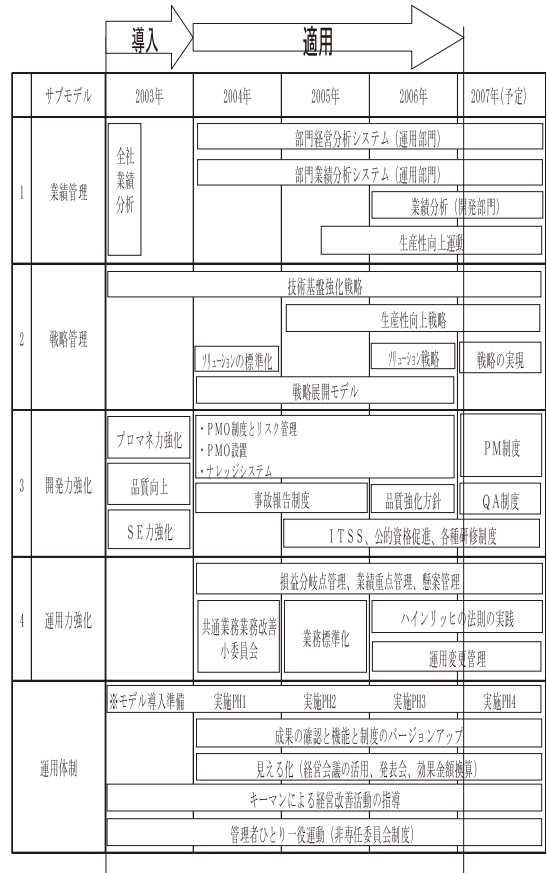 導入
適用
サブモデル
2003年
2004年
2005年
2006年
2007年(予定)
1
業績管理
全社
業績
分析
部門経営分析システム（運用部門）
部門業績分析システム（運用部門）
業績分析（開発部門）
生産性向上運動
2
戦略管理
技術基盤強化戦略
生産性向上戦略
ソリューションの標準化
ソリューション戦略
戦略の実現
戦略展開モデル
3
開発力強化
プロマネ力強化
・PMO制度とリスク管理
・PMO設置
・ナレッジシステム
PM制度
品質向上
事故報告制度
品質強化方針
QA制度
SE力強化
ITSS、公的資格促進、各種研修制度
4
運用力強化
損益分岐点管理、業績重点管理、懸案管理
共通業務業務改善
小委員会
業務標準化
ハインリッヒの法則の実践
運用変更管理
運用体制
※モデル導入準備
実施PH1
実施PH2
実施PH3
実施PH4
成果の確認と機能と制度のバージョンアップ
見える化（経営会議の活用、発表会、効果金額換算）
キーマンによる経営改善活動の指導
管理者ひとり一役運動（非専任委員会制度）